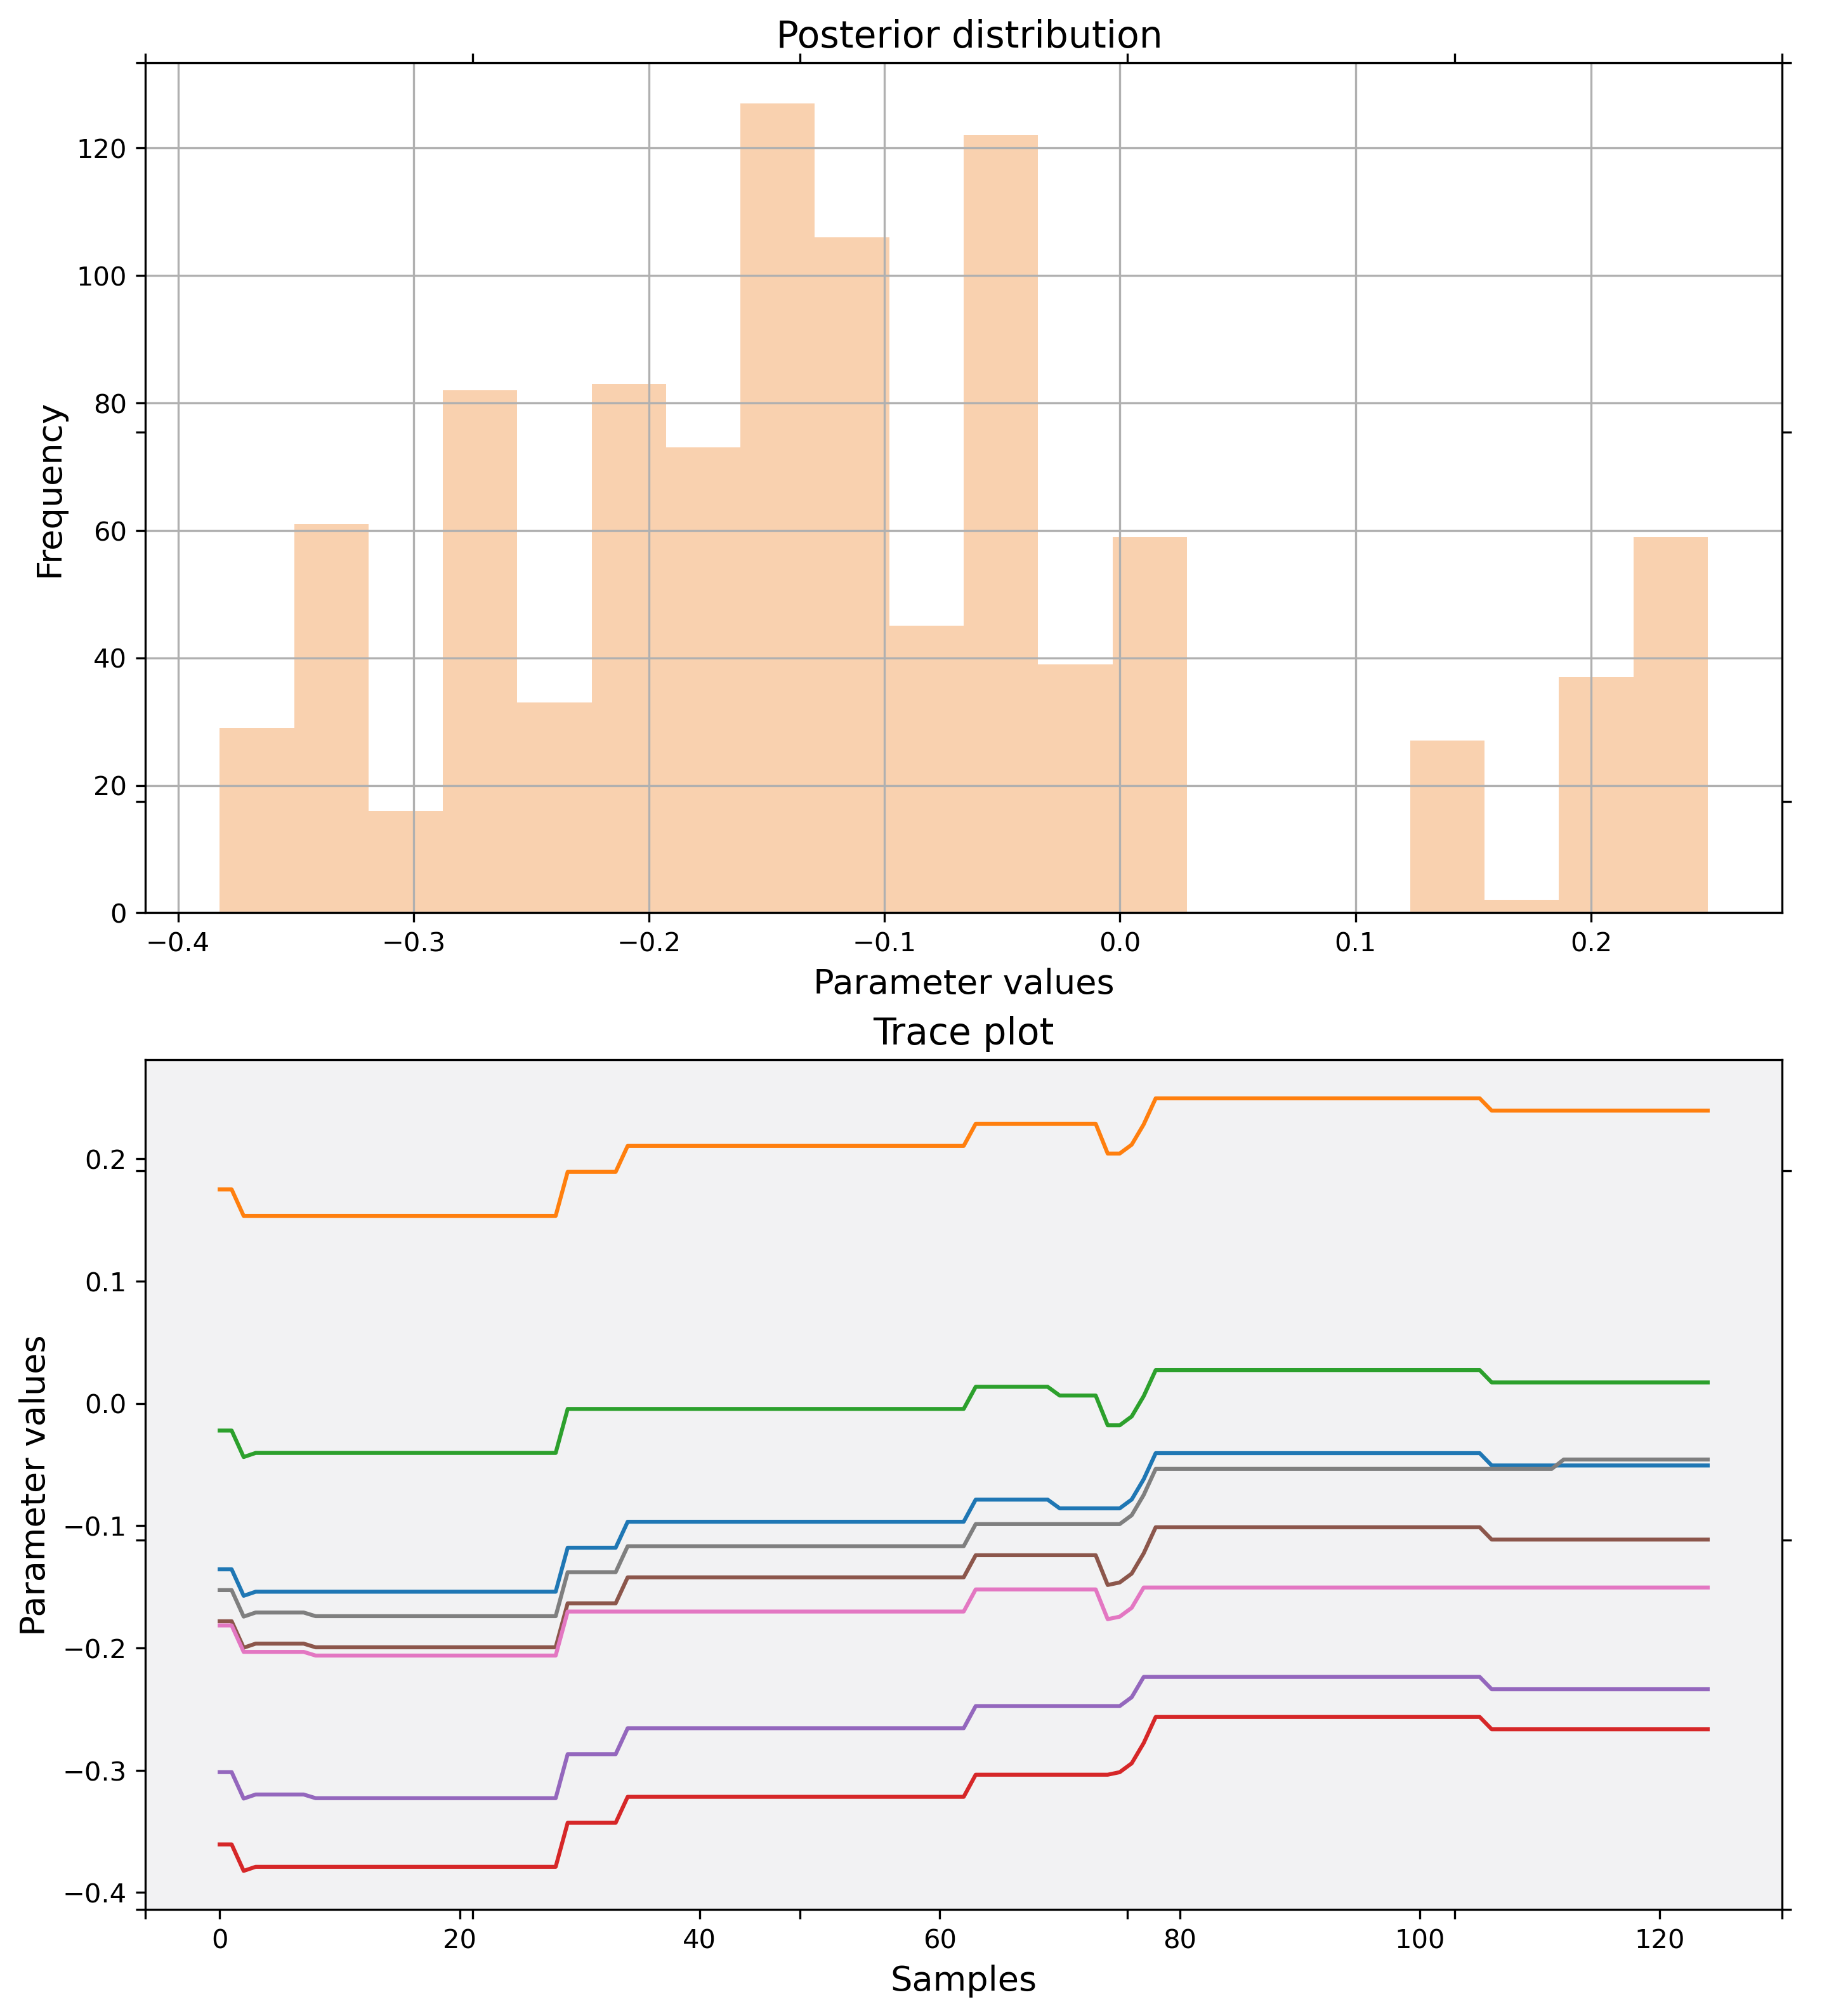 Posterior distribution
120
100
80
60
40
20
0
Frequency
−0.4 −0.3 −0.2 −0.1 0.0 0.1 0.2
Parameter values
Trace plot
0.2
0.1
0.0
−0.1
−0.2
−0.3
−0.4
Parameter values
0 20 40 60 80 100 120
Samples